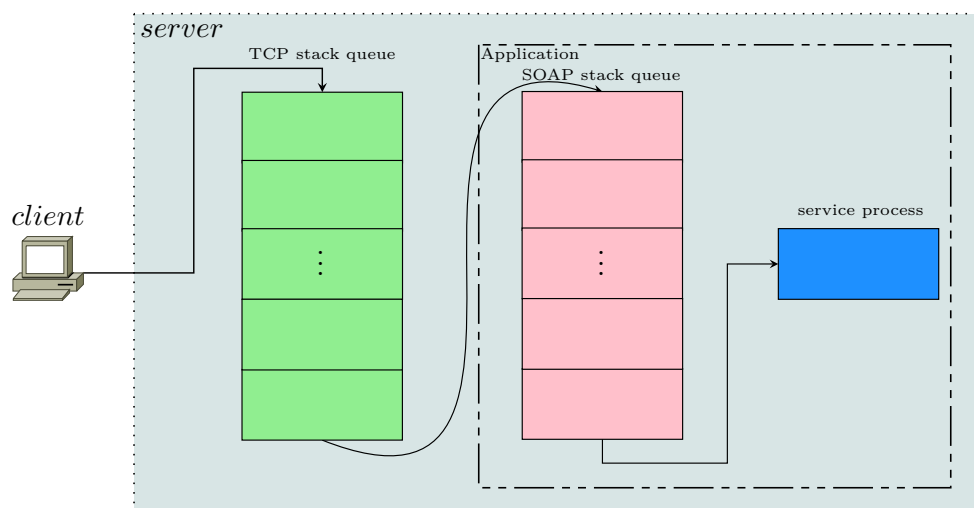 server
TCP stack queue
Application
SOAP stack queue
client
service process